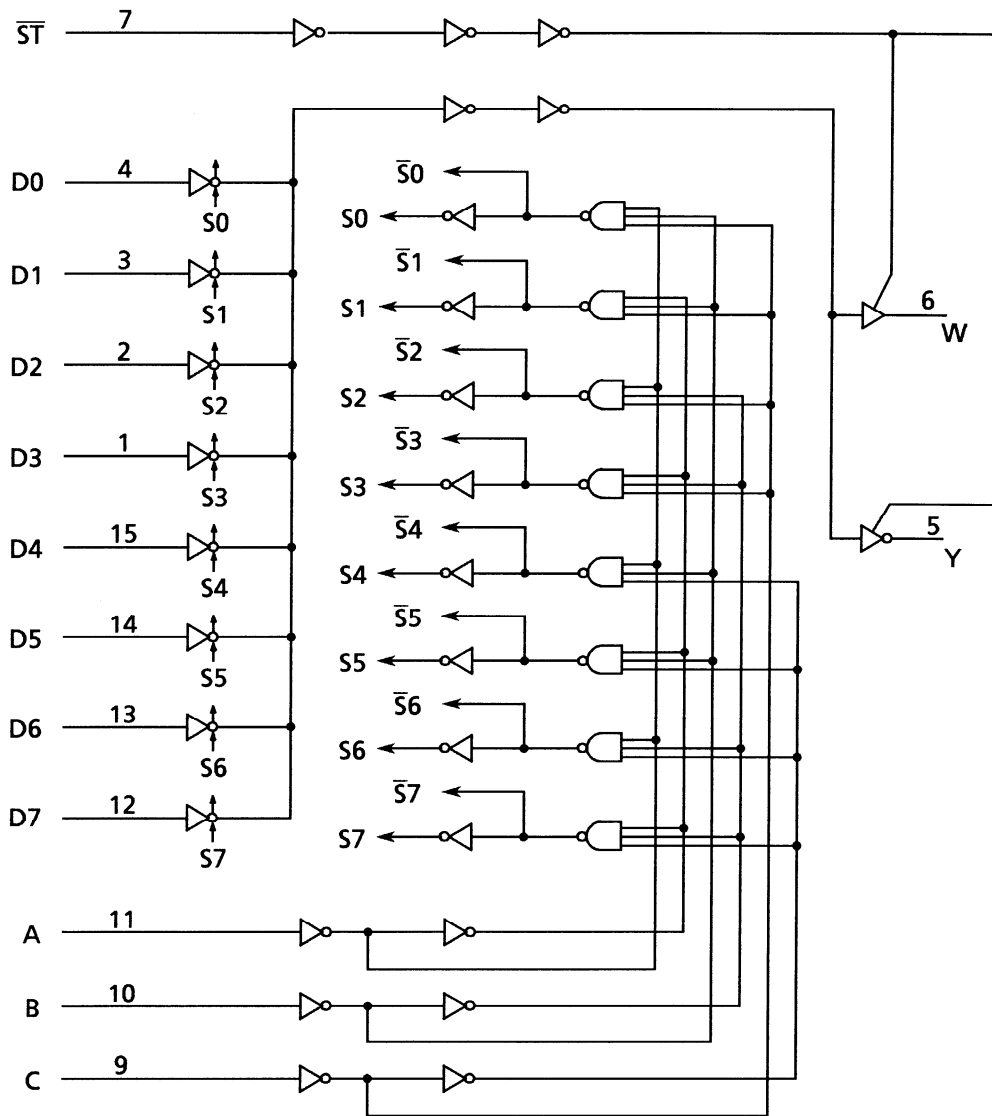 S̅T̅ 7
D0 4 S0
D1 3 S1
D2 2 S2
D3 1 S3
D4 15 S4
D5 14 S5
D6 13 S6
D7 12 S7
S̅0
S0
S̅1
S1
S̅2
S2
S̅3
S3
S̅4
S4
S̅5
S5
S̅6
S6
S̅7
S7
6
W
5
Y
A 11
B 10
C 9